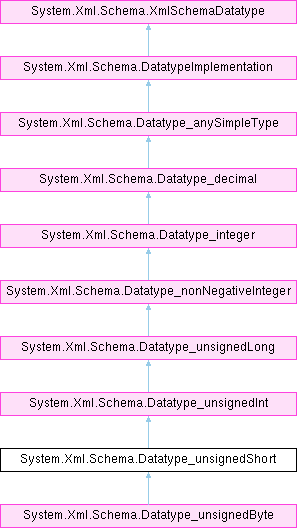 System.Xml.Schema.XmlSchemaDatatype
System.Xml.Schema.DatatypeImplementation
System.Xml.Schema.Datatype_anySimpleType
System.Xml.Schema.Datatype_decimal
System.Xml.Schema.Datatype_integer
System.Xml.Schema.Datatype_nonNegativeInteger
System.Xml.Schema.Datatype_unsignedLong
System.Xml.Schema.Datatype_unsignedInt
System.Xml.Schema.Datatype_unsignedShort
System.Xml.Schema.Datatype_unsignedByte